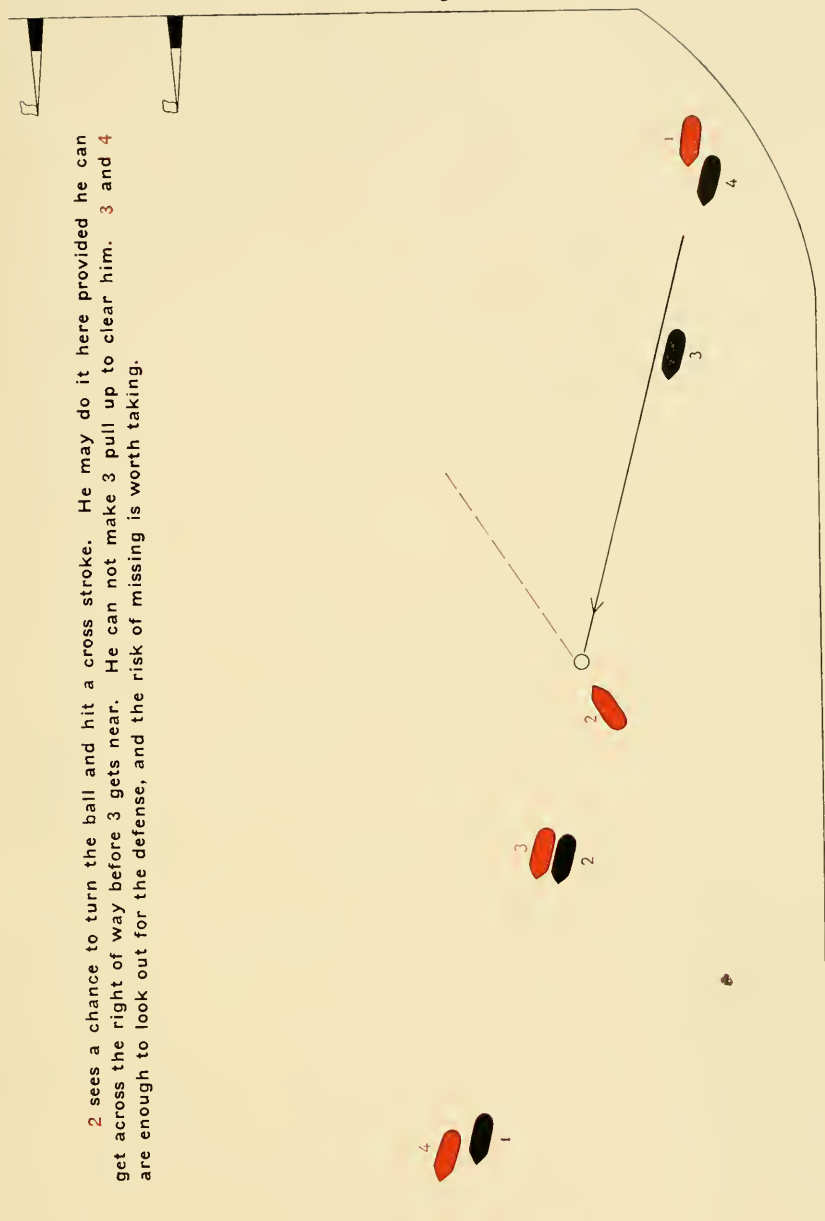 2 sees a chance to turn the ball and hit a cross stroke. He may do it here provided he can
get across the right of way before 3 gets near. He can not make 3 pull up to clear him. 3 and 4
are enough to look out for the defense, and the risk of missing is worth taking.
1
4
3
2
3
2
4
1